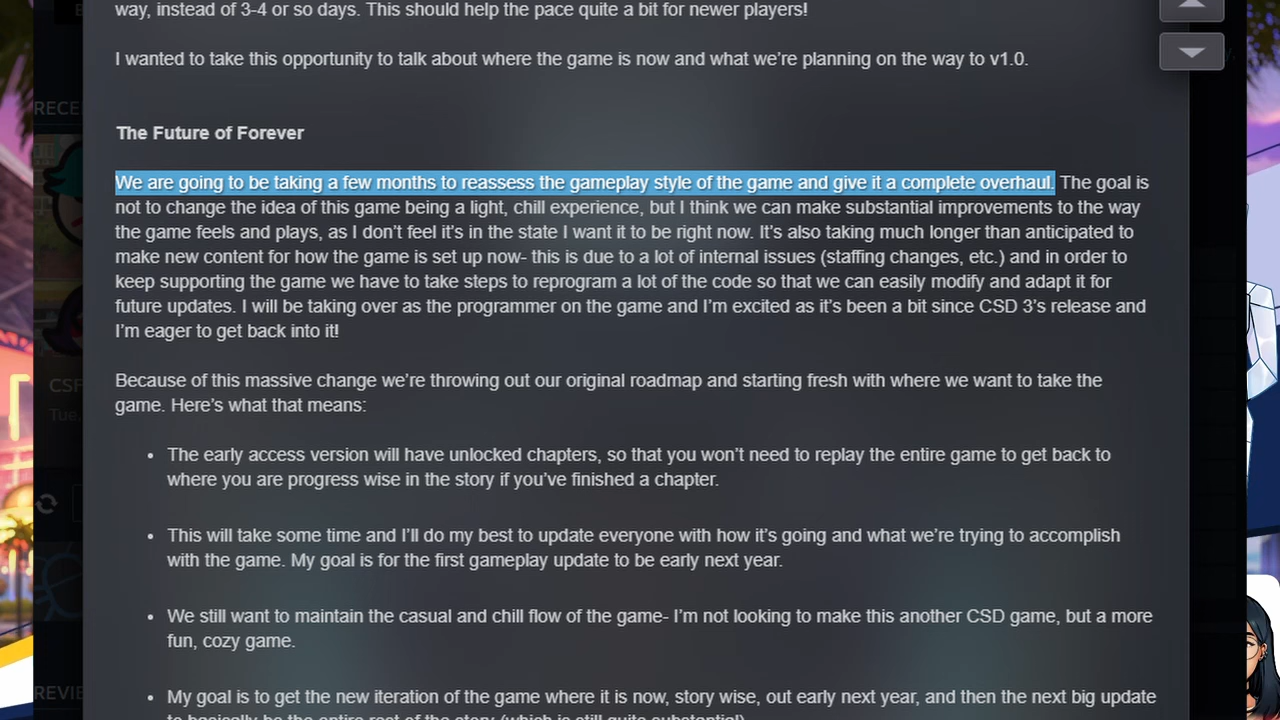 way, instead of 3-4 or so days. This should help the pace quite a bit for newer players!
I wanted to take this opportunity to talk about where the game is now and what we're planning on the way to v1.0.
RECE
The Future of Forever
We are going to be taking a few months to reassess the gameplay style of the game and give it a complete overhaul. The goal is
not to change the idea of this game being a light, chill experience, but I think we can make substantial improvements to the way
the game feels and plays, as I don't feel it's in the state I want it to be right now. It's also taking much longer than anticipated to
make new content for how the game is set up now- this is due to a lot of internal issues (staffing changes, etc.) and in order to
keep supporting the game we have to take steps to reprogram a lot of the code so that we can easily modify and adapt it for
future updates. I will be taking over as the programmer on the game and I'm excited as it's been a bit since CSD 3's release and
I'm eager to get back into it!
CSF
Because of this massive change we're throwing out our original roadmap and starting fresh with where we want to take the
game. Here's what that means:
Tue,
• The early access version will have unlocked chapters, so that you won't need to replay the entire game to get back to
where you are progress wise in the story if you've finished a chapter.
• This will take some time and I'll do my best to update everyone with how it's going and what we're trying to accomplish
with the game. My goal is for the first gameplay update to be early next year.
• We still want to maintain the casual and chill flow of the game- I'm not looking to make this another CSD game, but a more
fun, cozy game.
REVIE
• My goal is to get the new iteration of the game where it is now, story wise, out early next year, and then the next big update
to basically be the entire rest of the story (which is still quite substantial).